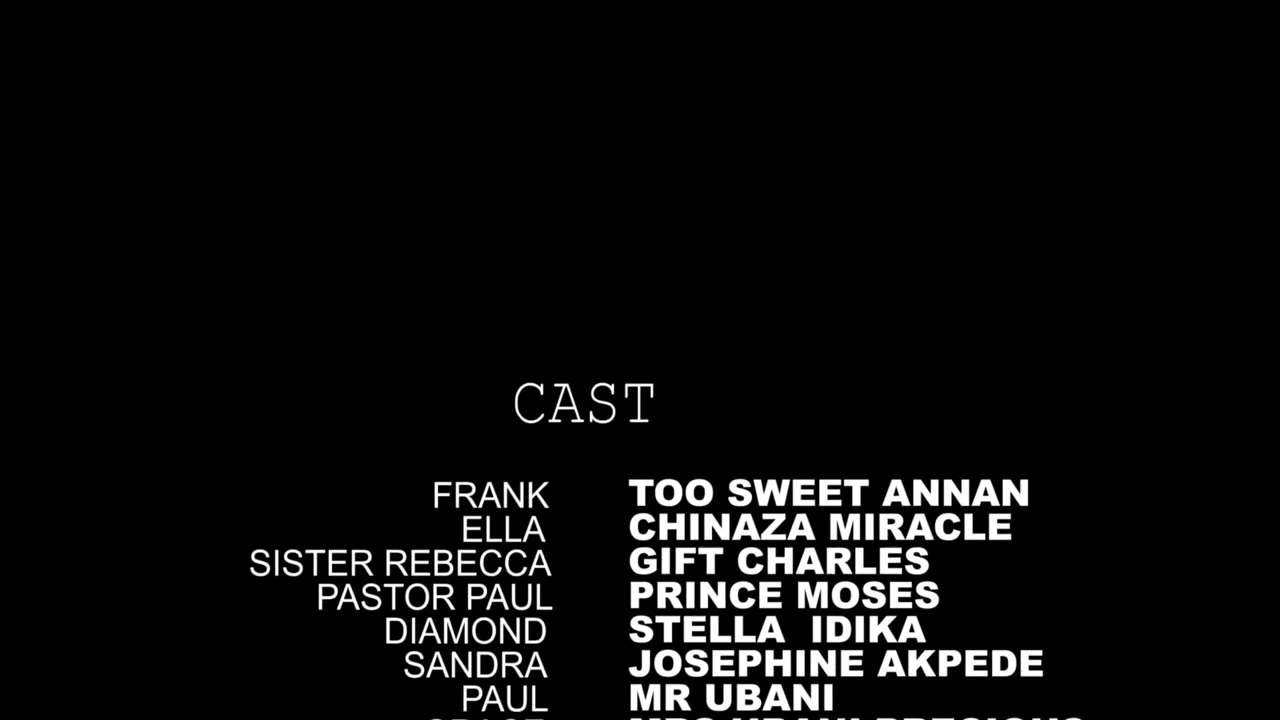 CAST
FRANK TOO SWEET ANNAN
ELLA CHINAZA MIRACLE
SISTER REBECCA GIFT CHARLES
PASTOR PAUL PRINCE MOSES
DIAMOND STELLA IDIKA
SANDRA JOSEPHINE AKPEDE
PAUL MR UBANI